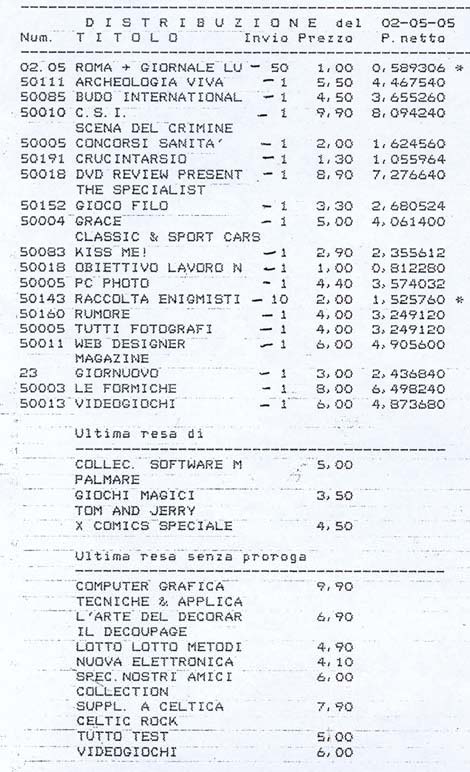 D I S T R I B U Z I O N E del 02-05-05
Num. T I T O L O Invio Prezzo P.netto
02.05 ROMA + GIORNALE LU - 50 1,00 0,589306 *
50111 ARCHEOLOGIA VIVA - 1 5,50 4,467540
50085 BUDO INTERNATIONAL - 1 4,50 3,655260
50010 C.S.I. - 1 9,90 8,094240
SCENA DEL CRIMINE
50005 CONCORSI SANITA' - 1 2,00 1,624560
50191 CRUCINTARSIO - 1 1,30 1,055964
50018 DVD REVIEW PRESENT - 1 8,90 7,276640
THE SPECIALIST
50152 GIOCO FILO - 1 3,30 2,680524
50004 GRACE - 1 5,00 4,061400
CLASSIC & SPORT CARS
50083 KISS ME! - 1 2,90 2,355612
50018 OBIETTIVO LAVORO N - 1 1,00 0,812280
50005 PC PHOTO - 1 4,40 3,574032
50143 RACCOLTA ENIGMISTI - 10 2,00 1,525760 *
50160 RUMORE - 1 4,00 3,249120
50005 TUTTI FOTOGRAFI - 1 4,00 3,249120
50011 WEB DESIGNER - 1 6,00 4,905600
MAGAZINE
23 GIORNUOVO - 1 3,00 2,436840
50003 LE FORMICHE - 1 8,00 6,498240
50013 VIDEOGIOCHI - 1 6,00 4,873680
Ultima resa di
COLLEC. SOFTWARE M 5,00
PALMARE
GIOCHI MAGICI 3,50
TOM AND JERRY
X COMICS SPECIALE 4,50
Ultima resa senza proroga
COMPUTER GRAFICA 9,90
TECNICHE & APPLICA
L'ARTE DEL DECORAR 6,90
IL DECOUPAGE
LOTTO LOTTO METODI 4,90
NUOVA ELETTRONICA 4,10
SPEC.NOSTRI AMICI 6,00
COLLECTION
SUPPL. A CELTICA 7,90
CELTIC ROCK
TUTTO TEST 5,00
VIDEOGIOCHI 6,00